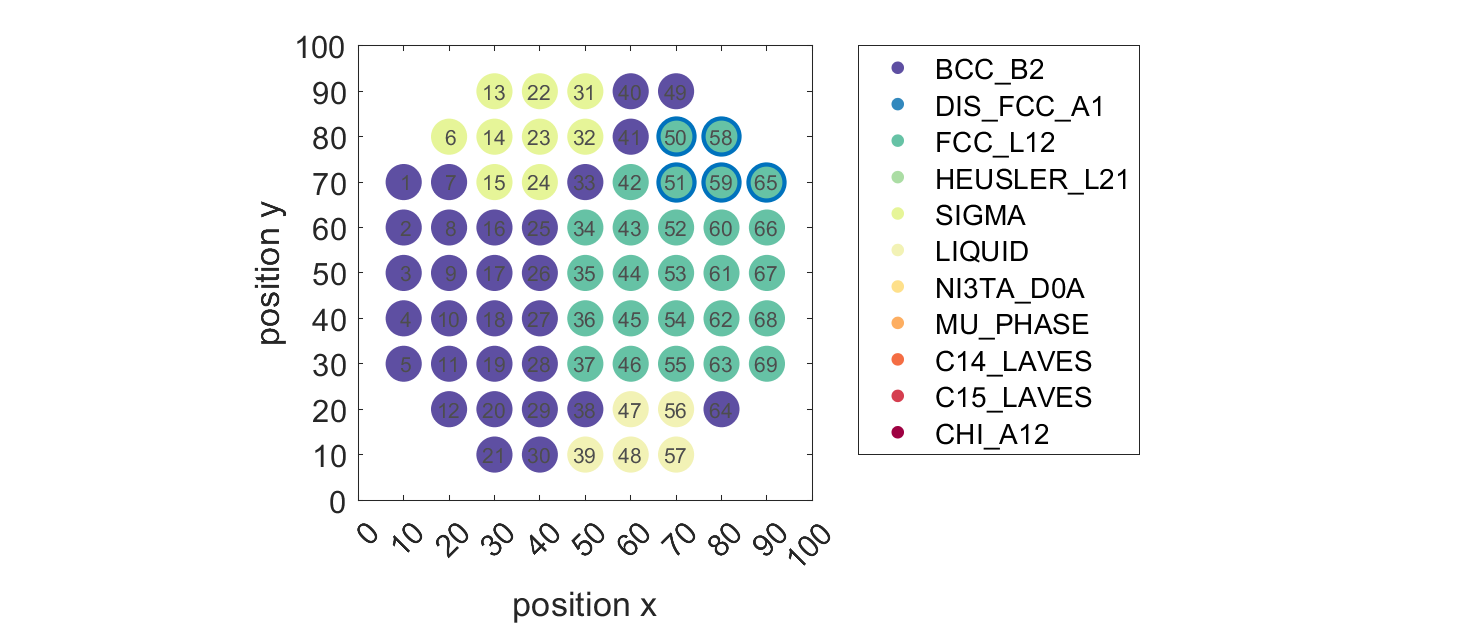 100
90
80
70
60
50
40
30
20
10
0
position y
13 22 31 40 49
6 14 23 32 41 50 58
1 7 15 24 33 42 51 59 65
2 8 16 25 34 43 52 60 66
3 9 17 26 35 44 53 61 67
4 10 18 27 36 45 54 62 68
5 11 19 28 37 46 55 63 69
12 20 29 38 47 56 64
21 30 39 48 57
0 10 20 30 40 50 60 70 80 90 100
position x
BCC_B2
DIS_FCC_A1
FCC_L12
HEUSLER_L21
SIGMA
LIQUID
NI3TA_D0A
MU_PHASE
C14_LAVES
C15_LAVES
CHI_A12